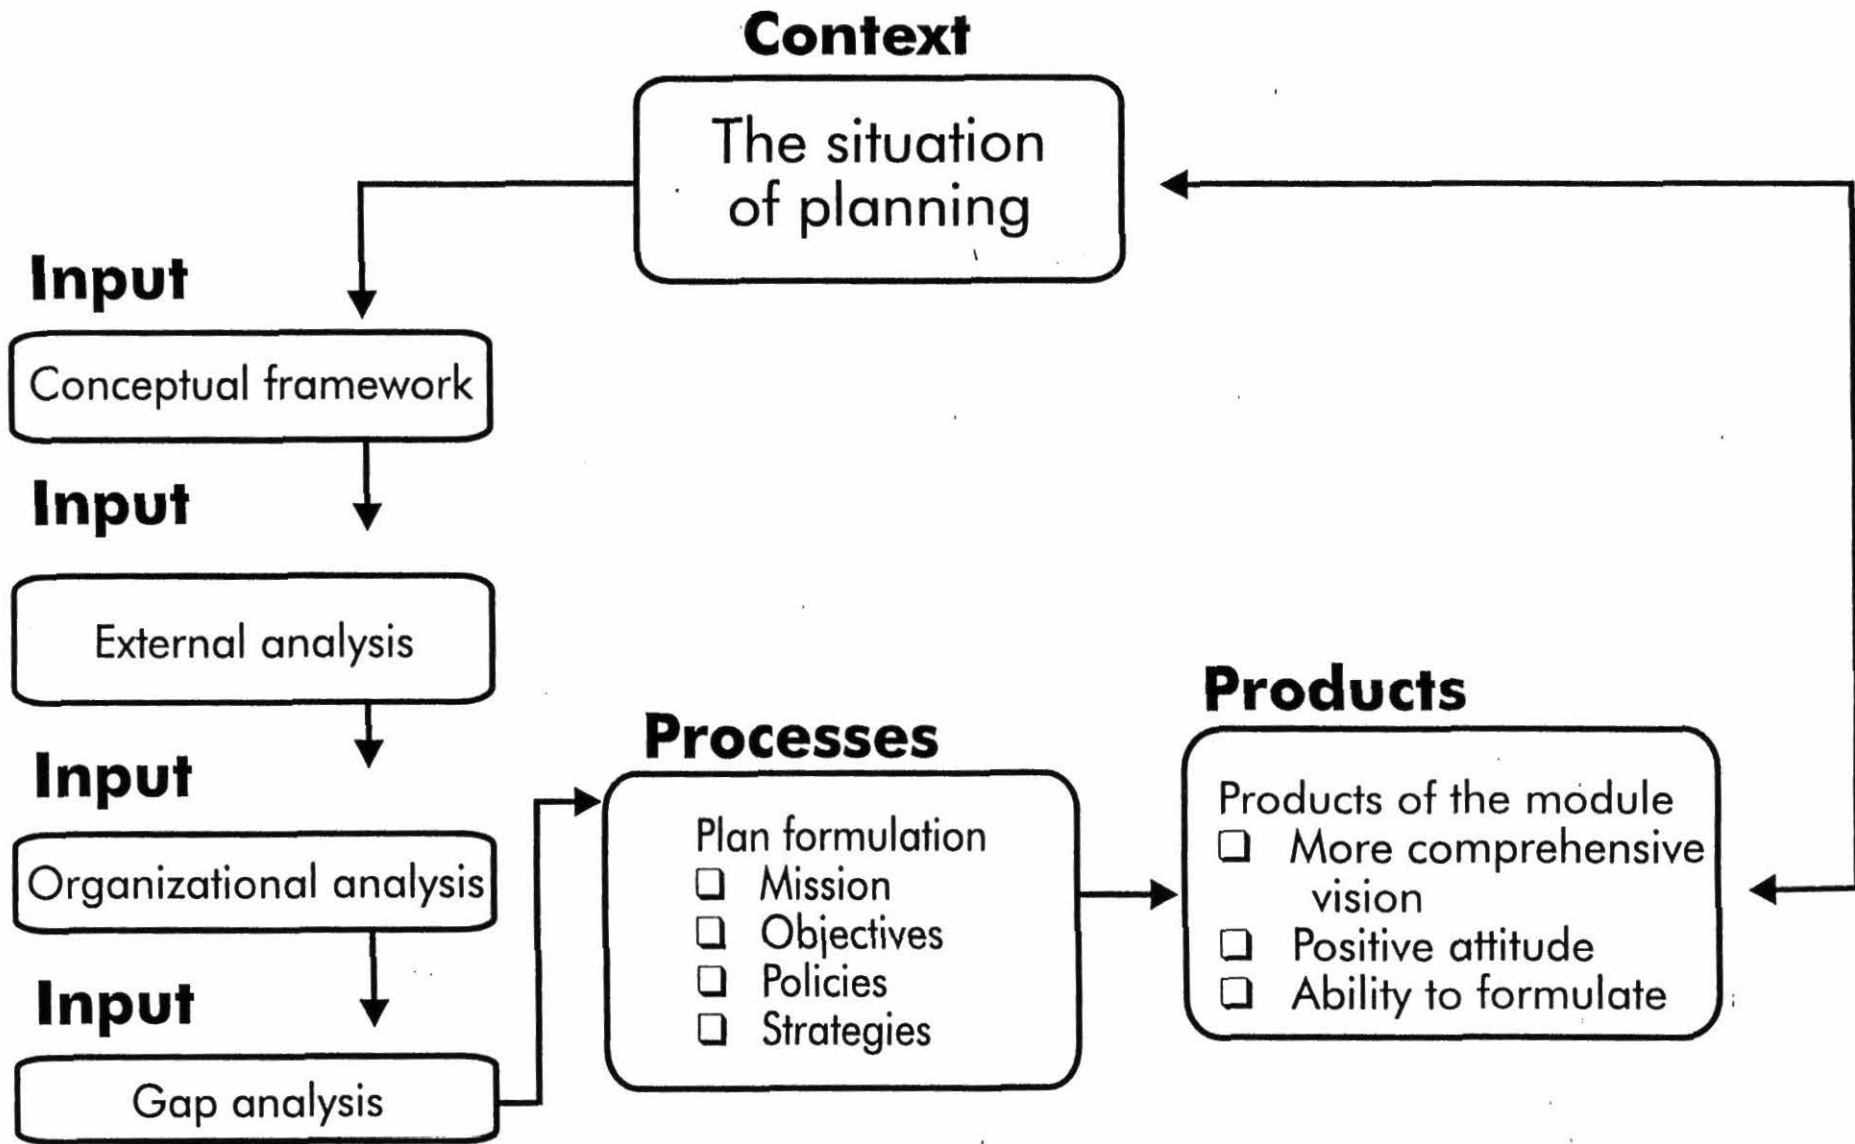 Context
The situation
of planning
Input
Conceptual framework
Input
External analysis
Input
Organizational analysis
Input
Gap analysis
Processes
Plan formulation
❑ Mission
❑ Objectives
❑ Policies
❑ Strategies
Products
Products of the module
❑ More comprehensive
vision
❑ Positive attitude
❑ Ability to formulate